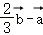 2/3 b⃗ − a⃗